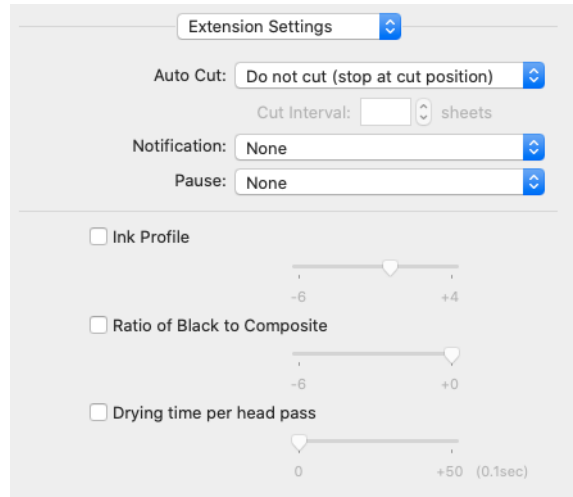 Extension Settings
Auto Cut: Do not cut (stop at cut position)
Cut Interval: sheets
Notification: None
Pause: None
Ink Profile
-6 +4
Ratio of Black to Composite
-6 +0
Drying time per head pass
0 +50 (0.1sec)